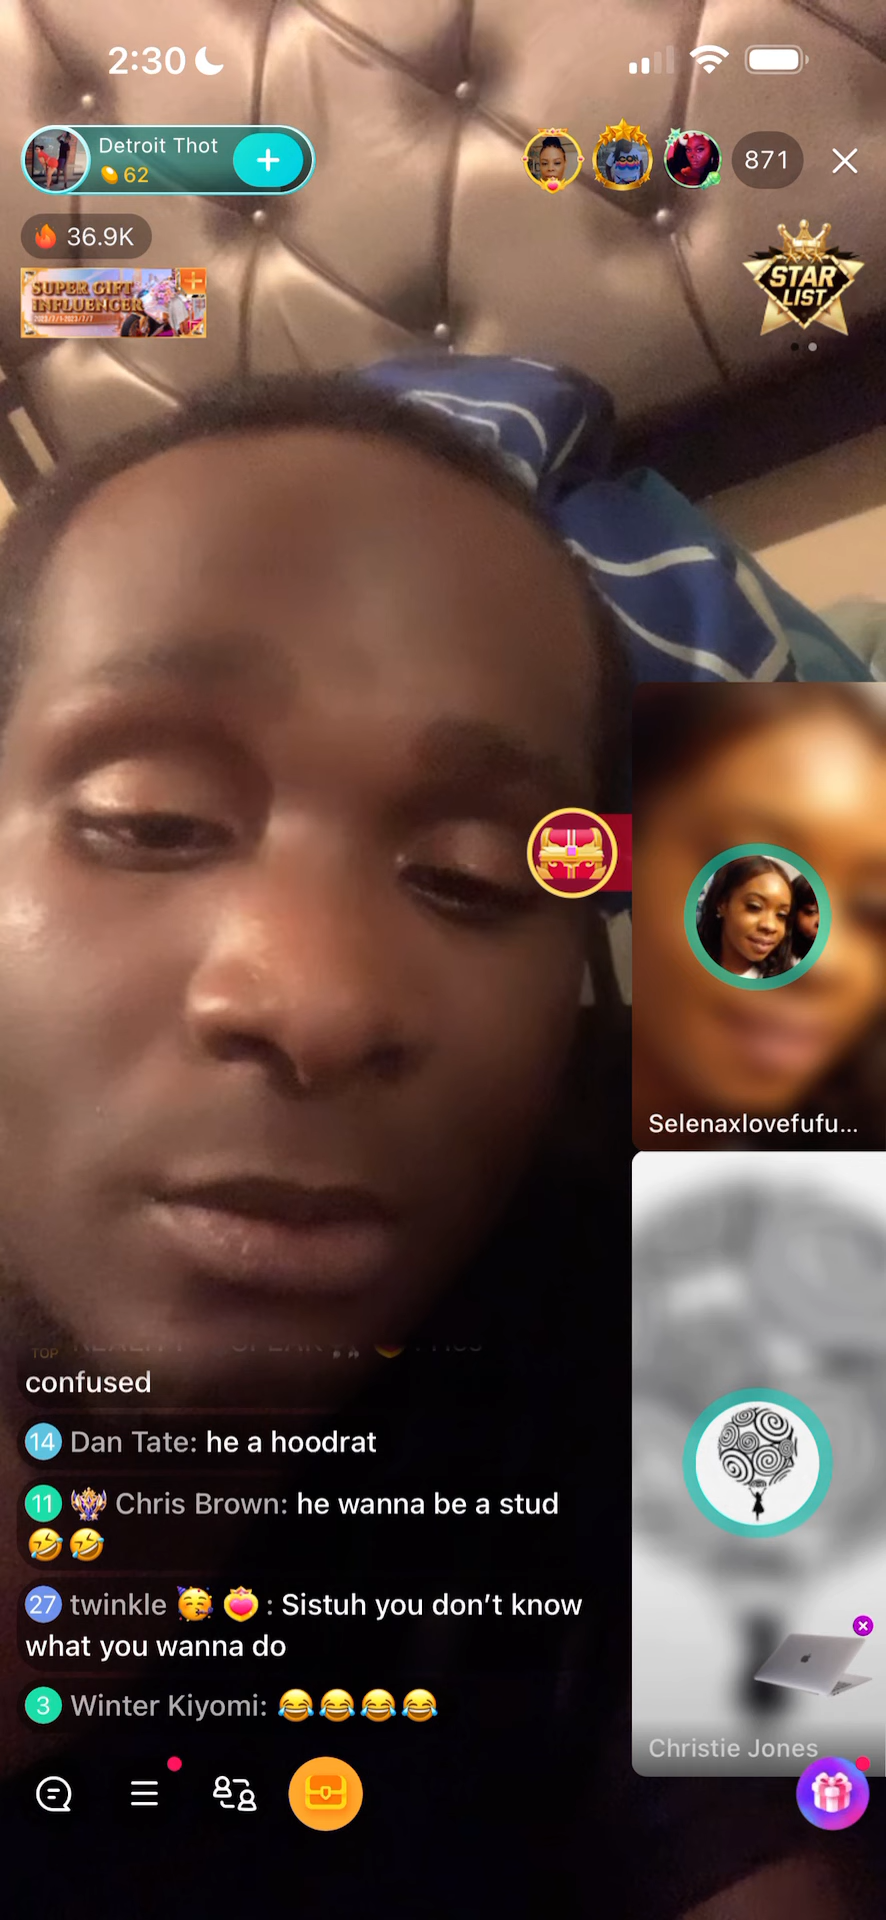 2:30
Detroit Thot
62
871
36.9K
SUPER GIFT
INFLUENCER
STAR
LIST
Selenaxlovefufu...
TOP
confused
14 Dan Tate: he a hoodrat
11 Chris Brown: he wanna be a stud
🤣🤣
27 twinkle 🥳 : Sistuh you don’t know
what you wanna do
3 Winter Kiyomi: 😂😂😂😂
Christie Jones